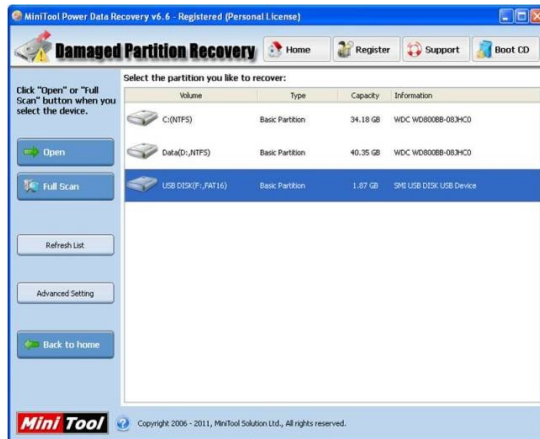 MiniTool Power Data Recovery v6.6 - Registered (Personal License)
Damaged Partition Recovery
Home
Register
Support
Boot CD
Click "Open" or "Full
Scan" button when you
select the device.
Open
Full Scan
Refresh List
Advanced Setting
Back to home
Select the partition you like to recover:
Volume Type Capacity Information
C:(NTFS) Basic Partition 34.18 GB WDC WD800BB-08JHC0
Data(D:,NTFS) Basic Partition 40.35 GB WDC WD800BB-08JHC0
USB DISK(F:,FAT16) Basic Partition 1.87 GB SMI USB DISK USB Device
Mini Tool
Copyright 2006 - 2011, MiniTool Solution Ltd., All rights reserved.